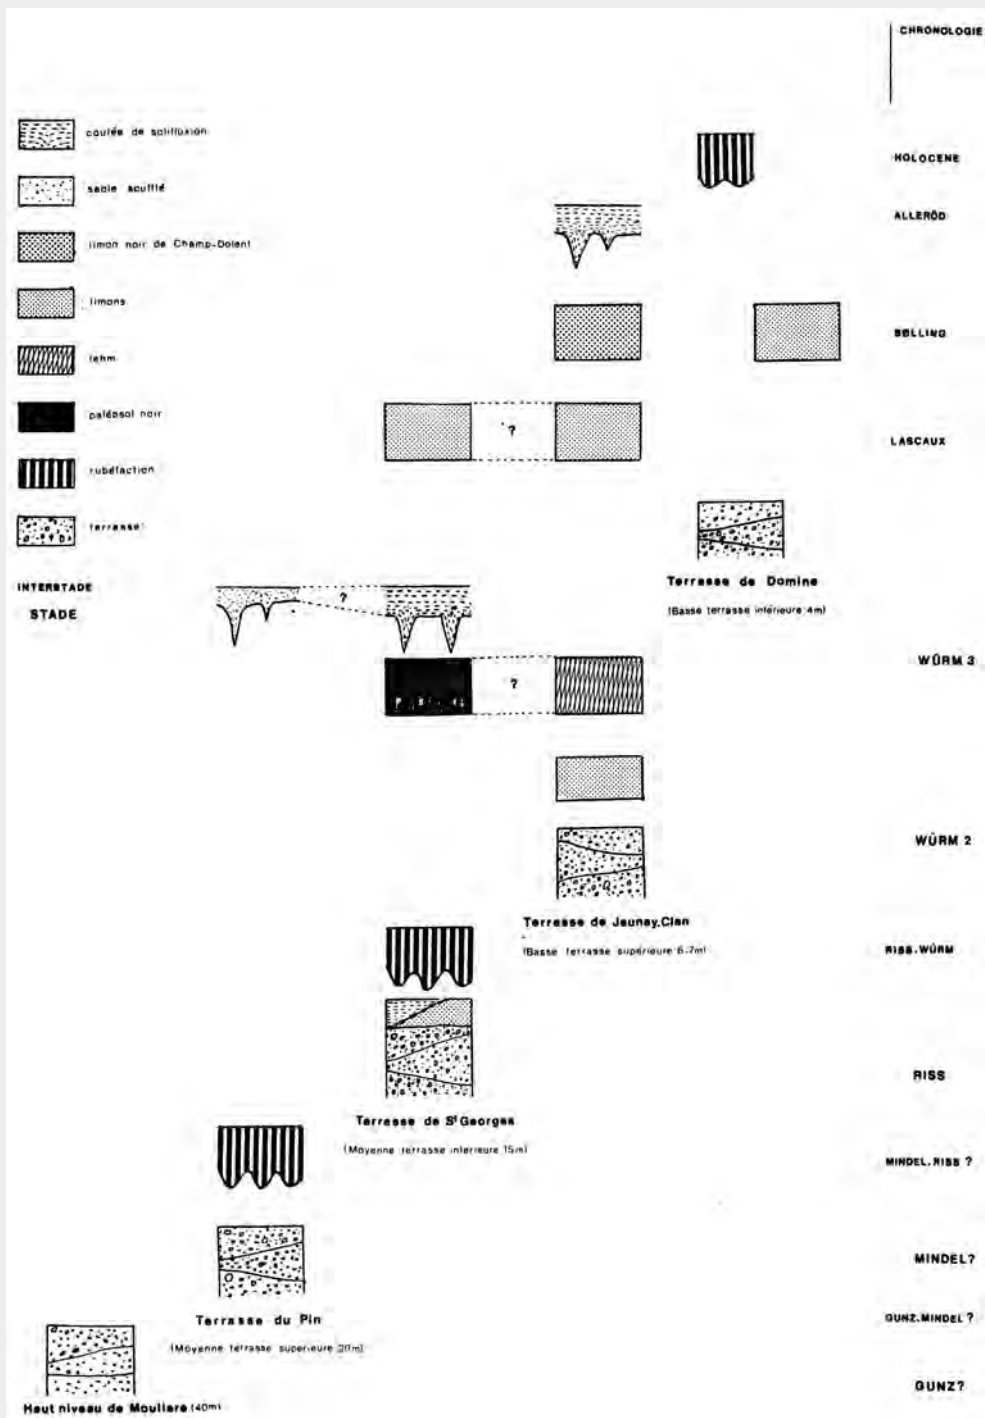 CHRONOLOGIE
coulée de solifluxion
sable soufflé
limon noir de Champ-Dolent
limons
lehm
paléosol noir
rubéfaction
terrasse
INTERSTADE
STADE
HOLOCENE
ALLERÖD
BØLLING
?
LASCAUX
Terrasse de Domine
(Basse terrasse inférieure 4m)
?
?
WÜRM 3
WÜRM 2
Terrasse de Jaunay.Clan
(Basse terrasse supérieure 6.7m)
RISS.WÜRM
RISS
Terrasse de St Georges
(Moyenne terrasse inférieure 15m)
MINDEL.RISS ?
MINDEL?
Terrasse du Pin
(Moyenne terrasse supérieure 20m)
GUNZ.MINDEL ?
GUNZ?
Haut niveau de Mouliere (40m)